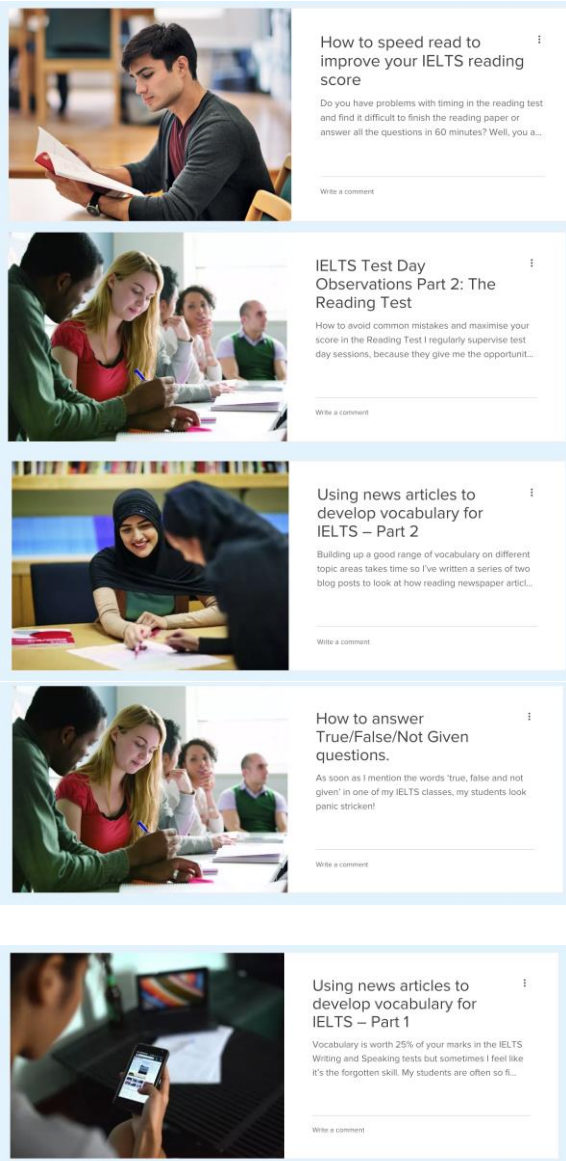 How to speed read to
improve your IELTS reading
score
Do you have problems with timing in the reading test
and find it difficult to finish the reading paper or
answer all the questions in 60 minutes? Well, you a...
Write a comment
IELTS Test Day
Observations Part 2: The
Reading Test
How to avoid common mistakes and maximise your
score in the Reading Test I regularly supervise test
day sessions, because they give me the opportunit...
Write a comment
Using news articles to
develop vocabulary for
IELTS – Part 2
Building up a good range of vocabulary on different
topic areas takes time so I've written a series of two
blog posts to look at how reading newspaper articl...
Write a comment
How to answer
True/False/Not Given
questions.
As soon as I mention the words 'true, false and not
given' in one of my IELTS classes, my students look
panic stricken!
Write a comment
Using news articles to
develop vocabulary for
IELTS – Part 1
Vocabulary is worth 25% of your marks in the IELTS
Writing and Speaking tests but sometimes I feel like
it's the forgotten skill. My students are often so fi...
Write a comment